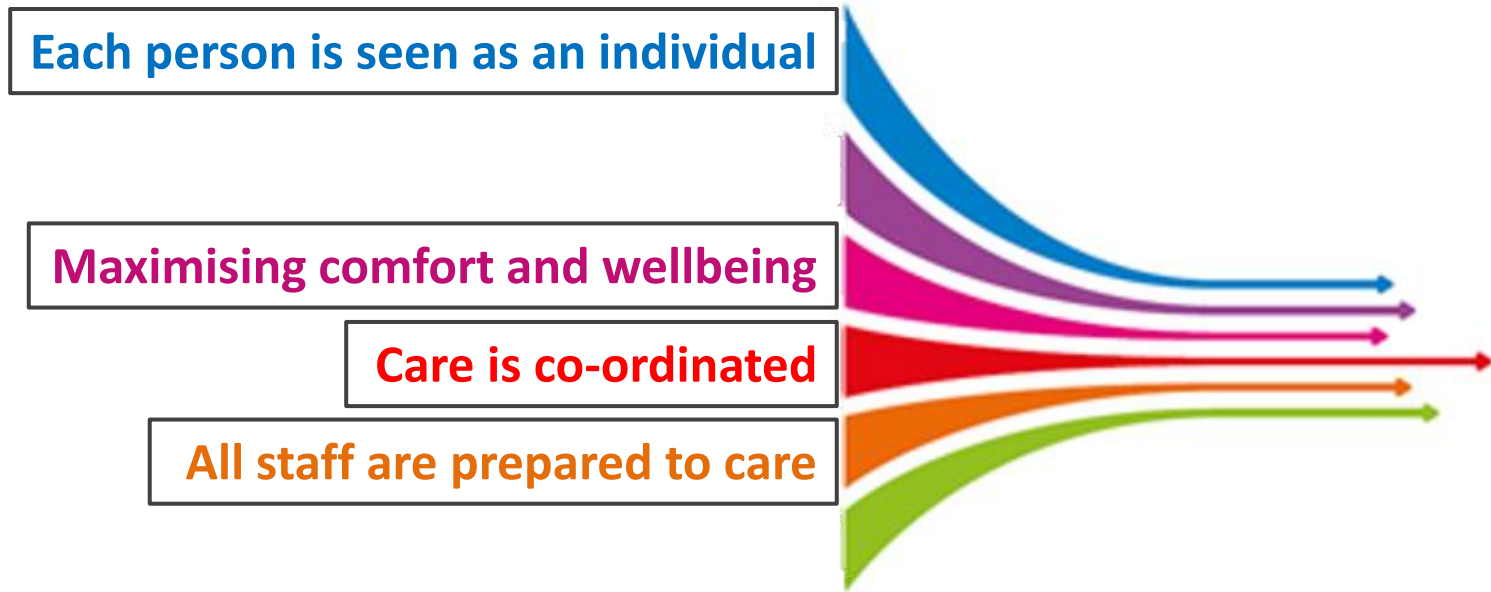 Each person is seen as an individual
Maximising comfort and wellbeing
Care is co-ordinated
All staff are prepared to care